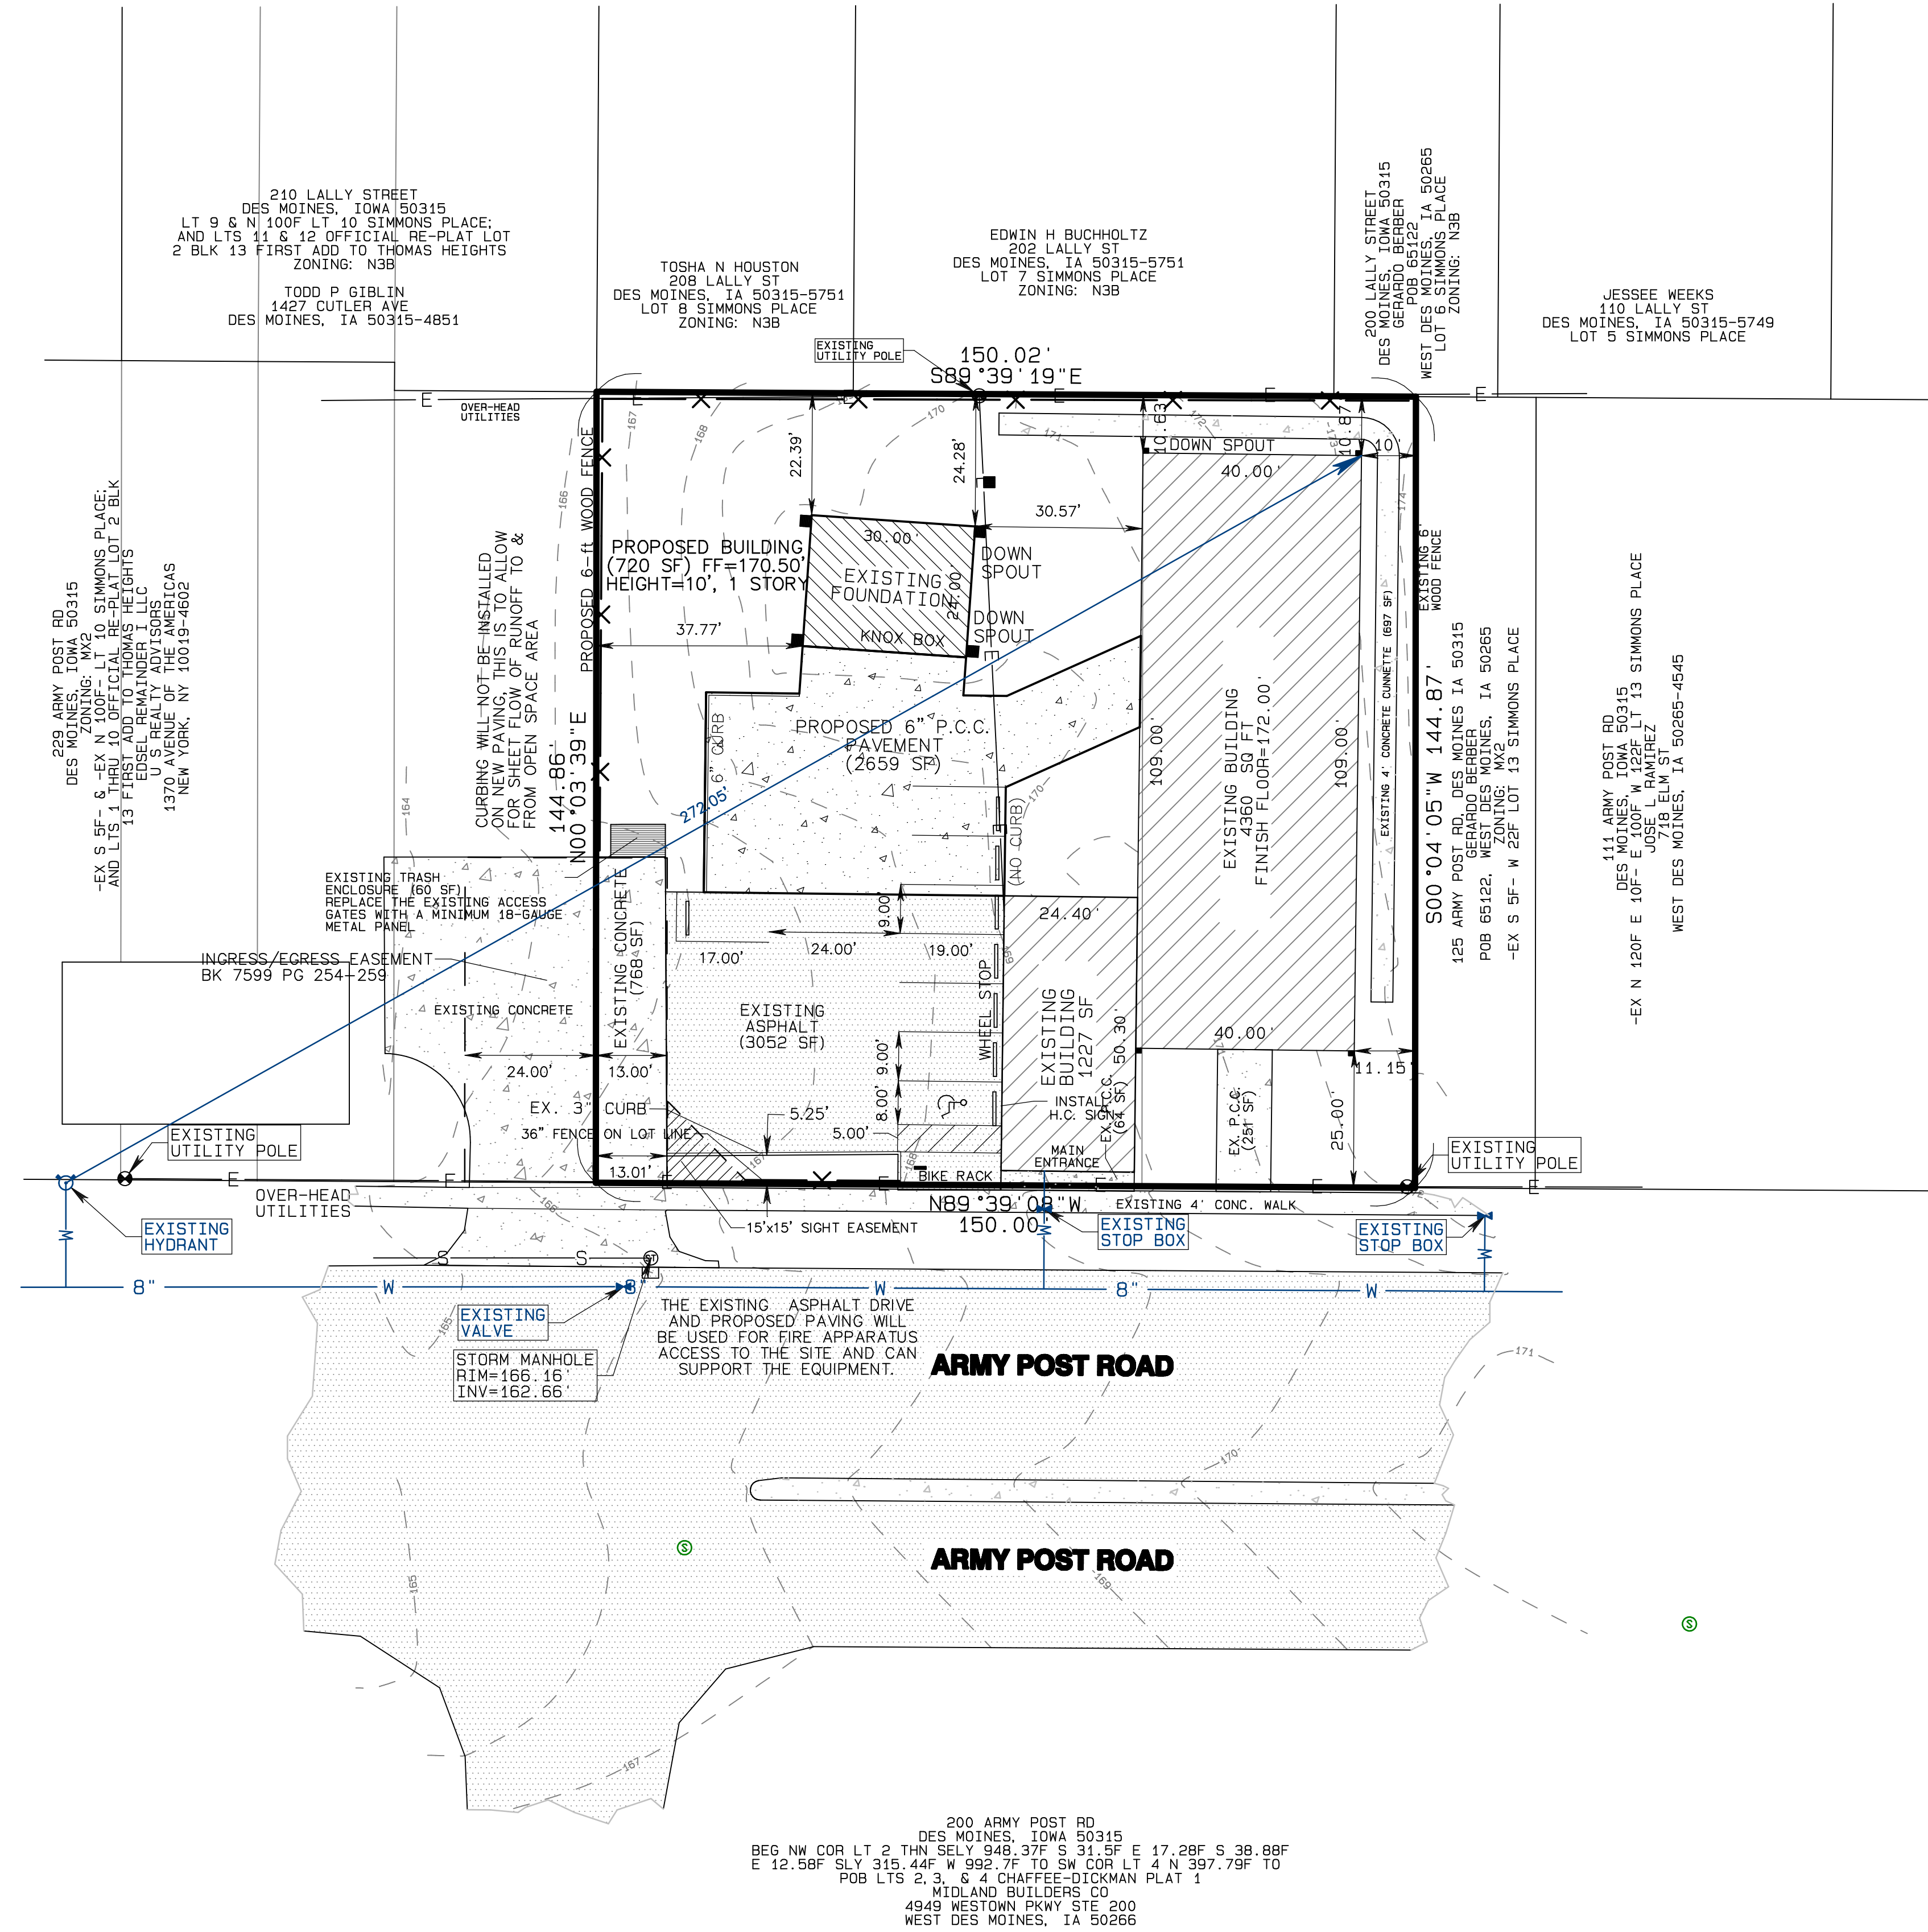 210 LALLY STREET
DES MOINES, IOWA 50315
LT 9 & N 100F LT 10 SIMMONS PLACE;
AND LTS 11 & 12 OFFICIAL RE-PLAT LOT
2 BLK 13 FIRST ADD TO THOMAS HEIGHTS
ZONING: N3B
TODD P GIBLIN
1427 CUTLER AVE
DES MOINES, IA 50315-4851
TOSHA N HOUSTON
208 LALLY ST
DES MOINES, IA 50315-5751
LOT 8 SIMMONS PLACE
ZONING: N3B
EDWIN H BUCHHOLTZ
202 LALLY ST
DES MOINES, IA 50315-5751
LOT 7 SIMMONS PLACE
ZONING: N3B
200 LALLY STREET
DES MOINES, IOWA 50315
GERARDO BERBER
POB 65122
WEST DES MOINES, IA 50265
LOT 6 SIMMONS PLACE
ZONING: N3B
JESSEE WEEKS
110 LALLY ST
DES MOINES, IA 50315-5749
LOT 5 SIMMONS PLACE
EXISTING
UTILITY POLE
150.02'
S89°39'19"E
E
E
E
E
E
E
OVER-HEAD
UTILITIES
167
168
169
170
171
172
173
174
166
22.39'
24.28'
10.63'
10.87'
10'
DOWN SPOUT
40.00'
30.57'
30.00'
24.00'
PROPOSED BUILDING
(720 SF) FF=170.50'
HEIGHT=10', 1 STORY
EXISTING
FOUNDATION
KNOX BOX
DOWN
SPOUT
DOWN
SPOUT
E
E
37.77'
PROPOSED 6-ft WOOD FENCE
CURBING WILL NOT BE INSTALLED
ON NEW PAVING, THIS IS TO ALLOW
FOR SHEET FLOW OF RUNOFF TO &
FROM OPEN SPACE AREA
144.86'
N00°03'39"E
229 ARMY POST RD
DES MOINES, IOWA 50315
ZONING: MX2
-EX S 5F- & -EX N 100F- LT 10 SIMMONS PLACE;
AND LTS 1 THRU 10 OFFICIAL RE-PLAT LOT 2 BLK
13 FIRST ADD TO THOMAS HEIGHTS
EDSEL REMAINDER I LLC
U S REALTY ADVISORS
1370 AVENUE OF THE AMERICAS
NEW YORK, NY 10019-4602
6" CURB
PROPOSED 6" P.C.C.
PAVEMENT
(2659 SF)
272.05'
(NO CURB)
170
109.00'
EXISTING BUILDING
4360 SQ FT
FINISH FLOOR=172.00'
109.00'
EXISTING 4' CONCRETE CUNNETTE (697 SF)
EXISTING 6'
WOOD FENCE
S00°04'05"W 144.87'
125 ARMY POST RD, DES MOINES IA 50315
GERARDO BERBER
POB 65122, WEST DES MOINES, IA 50265
ZONING: MX2
-EX S 5F- W 22F LOT 13 SIMMONS PLACE
111 ARMY POST RD
DES MOINES, IOWA 50315
-EX N 120F E 10F- E 100F W 122F LT 13 SIMMONS PLACE
JOSE L RAMIREZ
718 ELM ST
WEST DES MOINES, IA 50265-4545
164
EXISTING TRASH
ENCLOSURE (60 SF)
REPLACE THE EXISTING ACCESS
GATES WITH A MINIMUM 18-GAUGE
METAL PANEL
INGRESS/EGRESS EASEMENT
BK 7599 PG 254-259
EXISTING CONCRETE
EXISTING CONCRETE
(768 SF)
17.00'
24.00'
9.00'
19.00'
24.40'
169
WHEEL STOP
EXISTING
ASPHALT
(3052 SF)
EXISTING
BUILDING
1227 SF
50.30'
40.00'
11.15'
24.00'
13.00'
9.00'
8.00'
5.00'
5.25'
EX. 3" CURB
36" FENCE ON LOT LINE
13.01'
INSTALL
H.C. SIGN
EX. P.C.C.
(614 SF)
171
EX. P.C.C.
(251 SF)
25.00'
MAIN
ENTRANCE
BIKE RACK
167
168
EXISTING
UTILITY POLE
EXISTING
UTILITY POLE
E
E
E
E
E
E
E
OVER-HEAD
UTILITIES
166
N89°39'08"W
150.00'
EXISTING 4' CONC. WALK
172
15'x15' SIGHT EASEMENT
EXISTING
HYDRANT
EXISTING
STOP BOX
EXISTING
STOP BOX
W
W
W
S
S
ST
8"
W
8"
W
8"
W
EXISTING
VALVE
165
STORM MANHOLE
RIM=166.16'
INV=162.66'
THE EXISTING ASPHALT DRIVE
AND PROPOSED PAVING WILL
BE USED FOR FIRE APPARATUS
ACCESS TO THE SITE AND CAN
SUPPORT THE EQUIPMENT.
ARMY POST ROAD
171
170
S
ARMY POST ROAD
165
169
S
167
200 ARMY POST RD
DES MOINES, IOWA 50315
BEG NW COR LT 2 THN SELY 948.37F S 31.5F E 17.28F S 38.88F
E 12.58F SLY 315.44F W 992.7F TO SW COR LT 4 N 397.79F TO
POB LTS 2,3, & 4 CHAFFEE-DICKMAN PLAT 1
MIDLAND BUILDERS CO
4949 WESTOWN PKWY STE 200
WEST DES MOINES, IA 50266